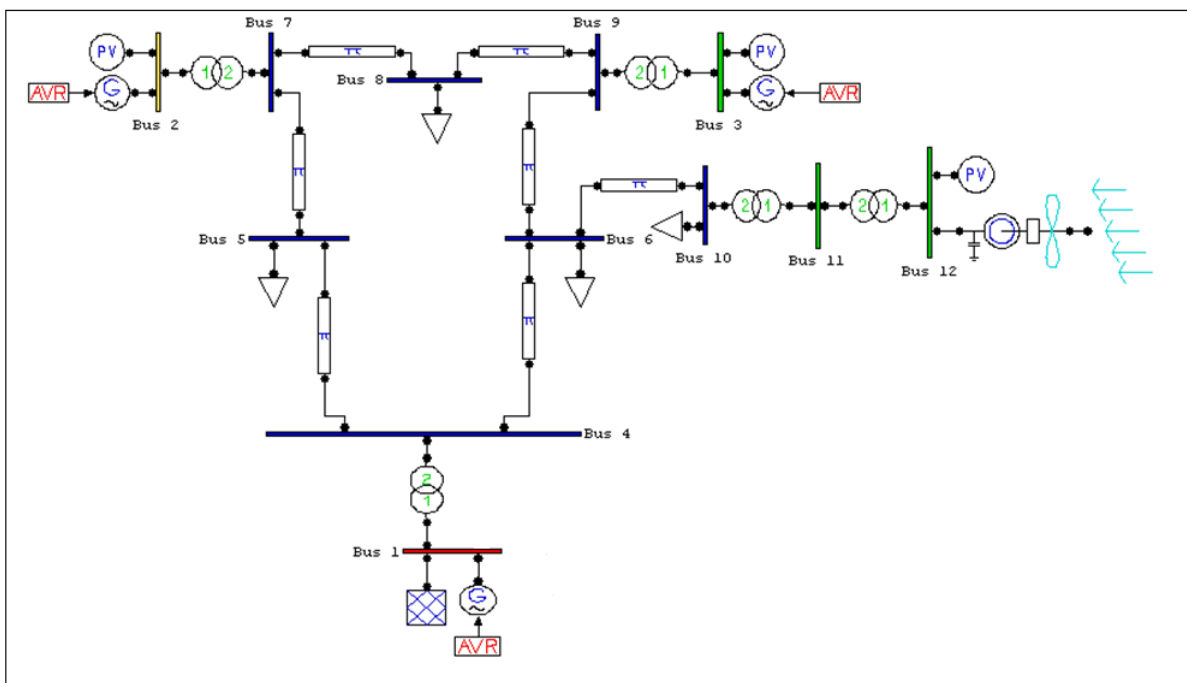 Bus 7
Bus 9
PV
1 2
π
π
2 1
PV
AVR
G
Bus 2
Bus 8
Bus 3
G
AVR
π
π
π
Bus 5
Bus 6
Bus 10
2 1
Bus 11
2 1
PV
Bus 12
π
π
Bus 4
2
1
Bus 1
G
AVR